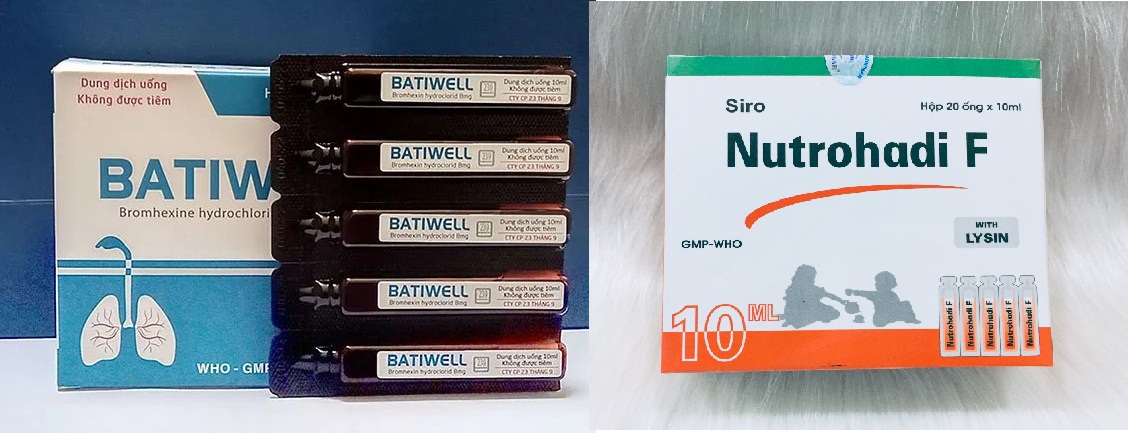 Dung dịch uống
Không được tiêm
H
BATIW
Bromhexine hydrochlori
WHO - GMP
BATIWELL
Bromhexin hydroclorid 8mg
Dung dịch uống 10ml
Không được tiêm
CTY CP 23 THÁNG 9
BATIWELL
Bromhexin hydroclorid 8mg
Dung dịch uống 10ml
Không được tiêm
CTY CP 23 THÁNG 9
BATIWELL
Bromhexin hydroclorid 8mg
Dung dịch uống 10ml
Không được tiêm
CTY CP 23 THÁNG 9
BATIWELL
Bromhexin hydroclorid 8mg
Dung dịch uống 10ml
Không được tiêm
CTY CP 23 THÁNG 9
BATIWELL
Bromhexin hydroclorid 8mg
Dung dịch uống 10ml
Không được tiêm
CTY CP 23 THÁNG 9
Siro
Hộp 20 ống x 10ml
Nutrohadi F
WITH
LYSIN
GMP-WHO
10 ML
Nutrohadi F
Nutrohadi F
Nutrohadi F
Nutrohadi F
Nutrohadi F